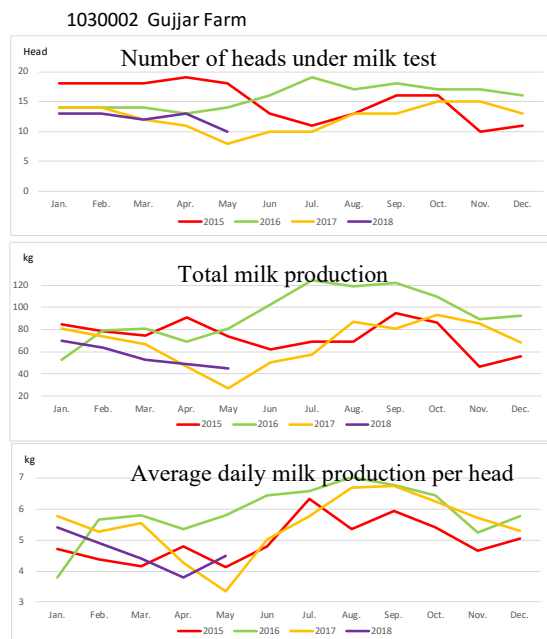 1030002 Gujjar Farm
Head
Number of heads under milk test
20
15
10
5
0
Jan. Feb. Mar. Apr. May Jun Jul. Aug. Sep. Oct. Nov. Dec.
2015 2016 2017 2018
kg
Total milk production
120
100
80
60
40
20
Jan. Feb. Mar. Apr. May Jun Jul. Aug. Sep. Oct. Nov. Dec.
2015 2016 2017 2018
kg
Average daily milk production per head
7
6
5
4
3
Jan. Feb. Mar. Apr. May Jun Jul. Aug. Sep. Oct. Nov. Dec.
2015 2016 2017 2018